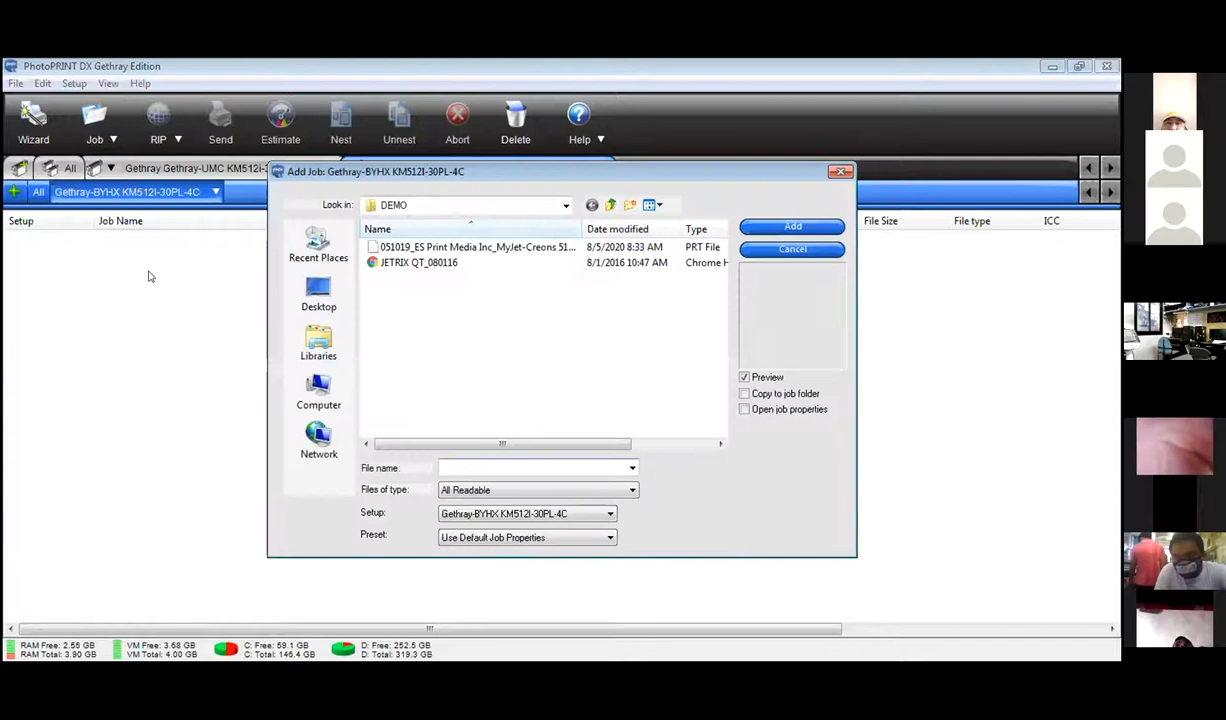 PhotoPRINT DX Gethray Edition
File Edit Setup View Help
Wizard Job RIP Send Estimate Nest Unnest Abort Delete Help
All Gethray Gethray-UMC KM512I-
Add Job: Gethray-BYHX KM512I-30PL-4C
All Gethray-BYHX KM512I-30PL-4C
Setup Job Name File Size File type ICC
Look in: DEMO
Name Date modified Type
051019_ES Print Media Inc_MyJet-Creons 51... 8/5/2020 8:33 AM PRT File
JETRIX QT_080116 8/1/2016 10:47 AM Chrome H
Recent Places
Desktop
Libraries
Computer
Network
Add
Cancel
Preview
Copy to job folder
Open job properties
File name:
Files of type: All Readable
Setup: Gethray-BYHX KM512I-30PL-4C
Preset: Use Default Job Properties
RAM Free: 2.55 GB VM Free: 3.68 GB C: Free: 59.1 GB D: Free: 252.5 GB
RAM Total: 3.90 GB VM Total: 4.00 GB C: Total: 146.4 GB D: Total: 319.3 GB